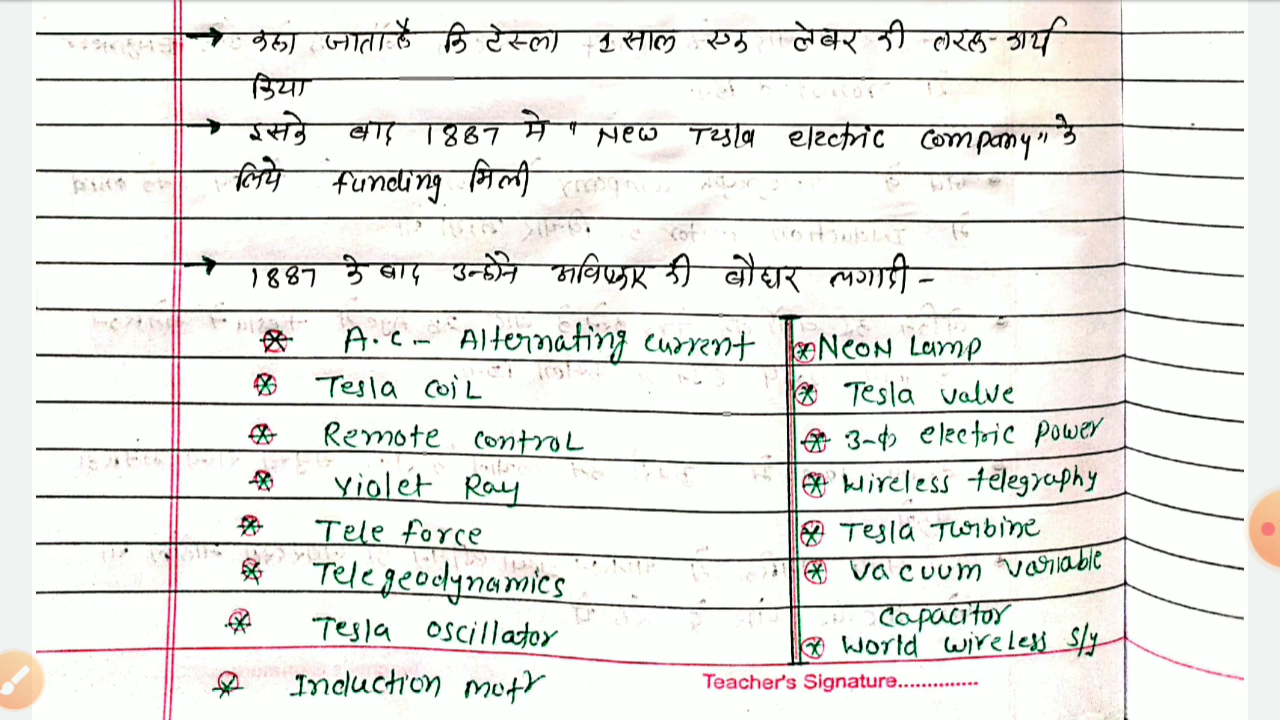 → कहा जाता है कि टेस्ला 1 साल एक लेबर की तरह कार्य
किया
→ इसके बाद 1887 मे "New Tesla electric company" के
लिये funding मिली
→ 1887 के बाद उन्होने अविष्कार की बौछार लगादी -
A.C - Alternating current
Tesla coil
Remote control
Violet Ray
Tele force
Telegeodynamics
Tesla oscillator
Induction motr
Neon Lamp
Tesla valve
3-ф electric power
Wireless telegraphy
Tesla Turbine
Vacuum variable
capacitor
World wireless s/y
Teacher's Signature..............